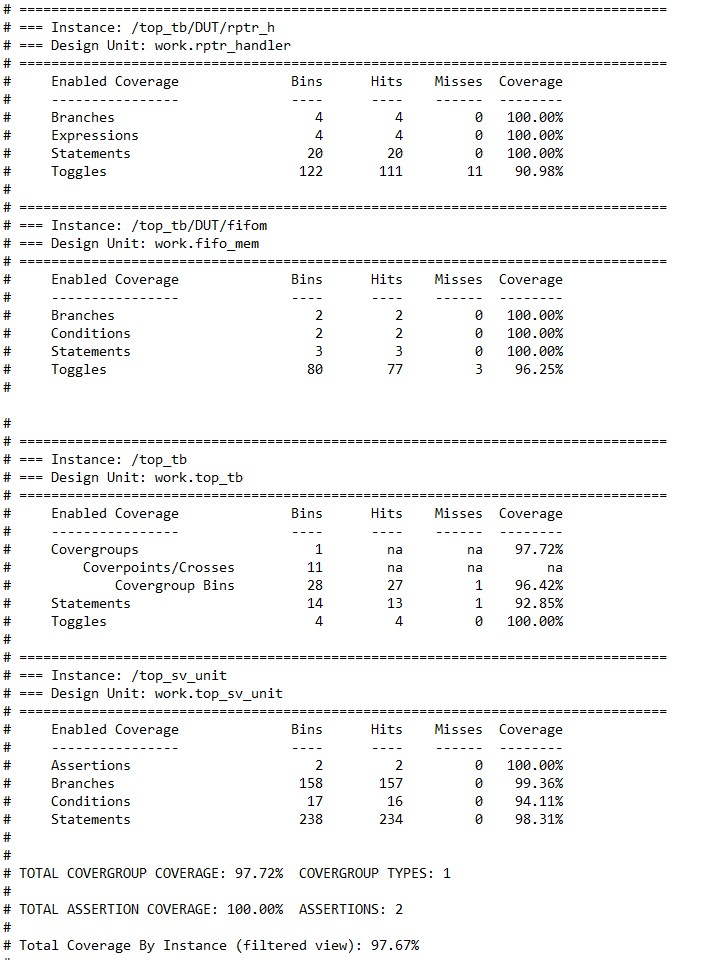 # ==================================================================================
# === Instance: /top_tb/DUT/rptr_h
# === Design Unit: work.rptr_handler
# ==================================================================================
#     Enabled Coverage              Bins      Hits    Misses  Coverage
#     ----------------              ----      ----    ------  --------
#     Branches                         4         4         0   100.00%
#     Expressions                      4         4         0   100.00%
#     Statements                      20        20         0   100.00%
#     Toggles                        122       111        11    90.98%
#
# ==================================================================================
# === Instance: /top_tb/DUT/fifom
# === Design Unit: work.fifo_mem
# ==================================================================================
#     Enabled Coverage              Bins      Hits    Misses  Coverage
#     ----------------              ----      ----    ------  --------
#     Branches                         2         2         0   100.00%
#     Conditions                       2         2         0   100.00%
#     Statements                       3         3         0   100.00%
#     Toggles                         80        77         3    96.25%
#
#
# ==================================================================================
# === Instance: /top_tb
# === Design Unit: work.top_tb
# ==================================================================================
#     Enabled Coverage              Bins      Hits    Misses  Coverage
#     ----------------              ----      ----    ------  --------
#     Covergroups                      1        na        na    97.72%
#         Coverpoints/Crosses         11        na        na        na
#             Covergroup Bins         28        27         1    96.42%
#     Statements                      14        13         1    92.85%
#     Toggles                          4         4         0   100.00%
#
# ==================================================================================
# === Instance: /top_sv_unit
# === Design Unit: work.top_sv_unit
# ==================================================================================
#     Enabled Coverage              Bins      Hits    Misses  Coverage
#     ----------------              ----      ----    ------  --------
#     Assertions                       2         2         0   100.00%
#     Branches                       158       157         0    99.36%
#     Conditions                      17        16         0    94.11%
#     Statements                     238       234         0    98.31%
#
#
# TOTAL COVERGROUP COVERAGE: 97.72%  COVERGROUP TYPES: 1
#
# TOTAL ASSERTION COVERAGE: 100.00%  ASSERTIONS: 2
#
# Total Coverage By Instance (filtered view): 97.67%